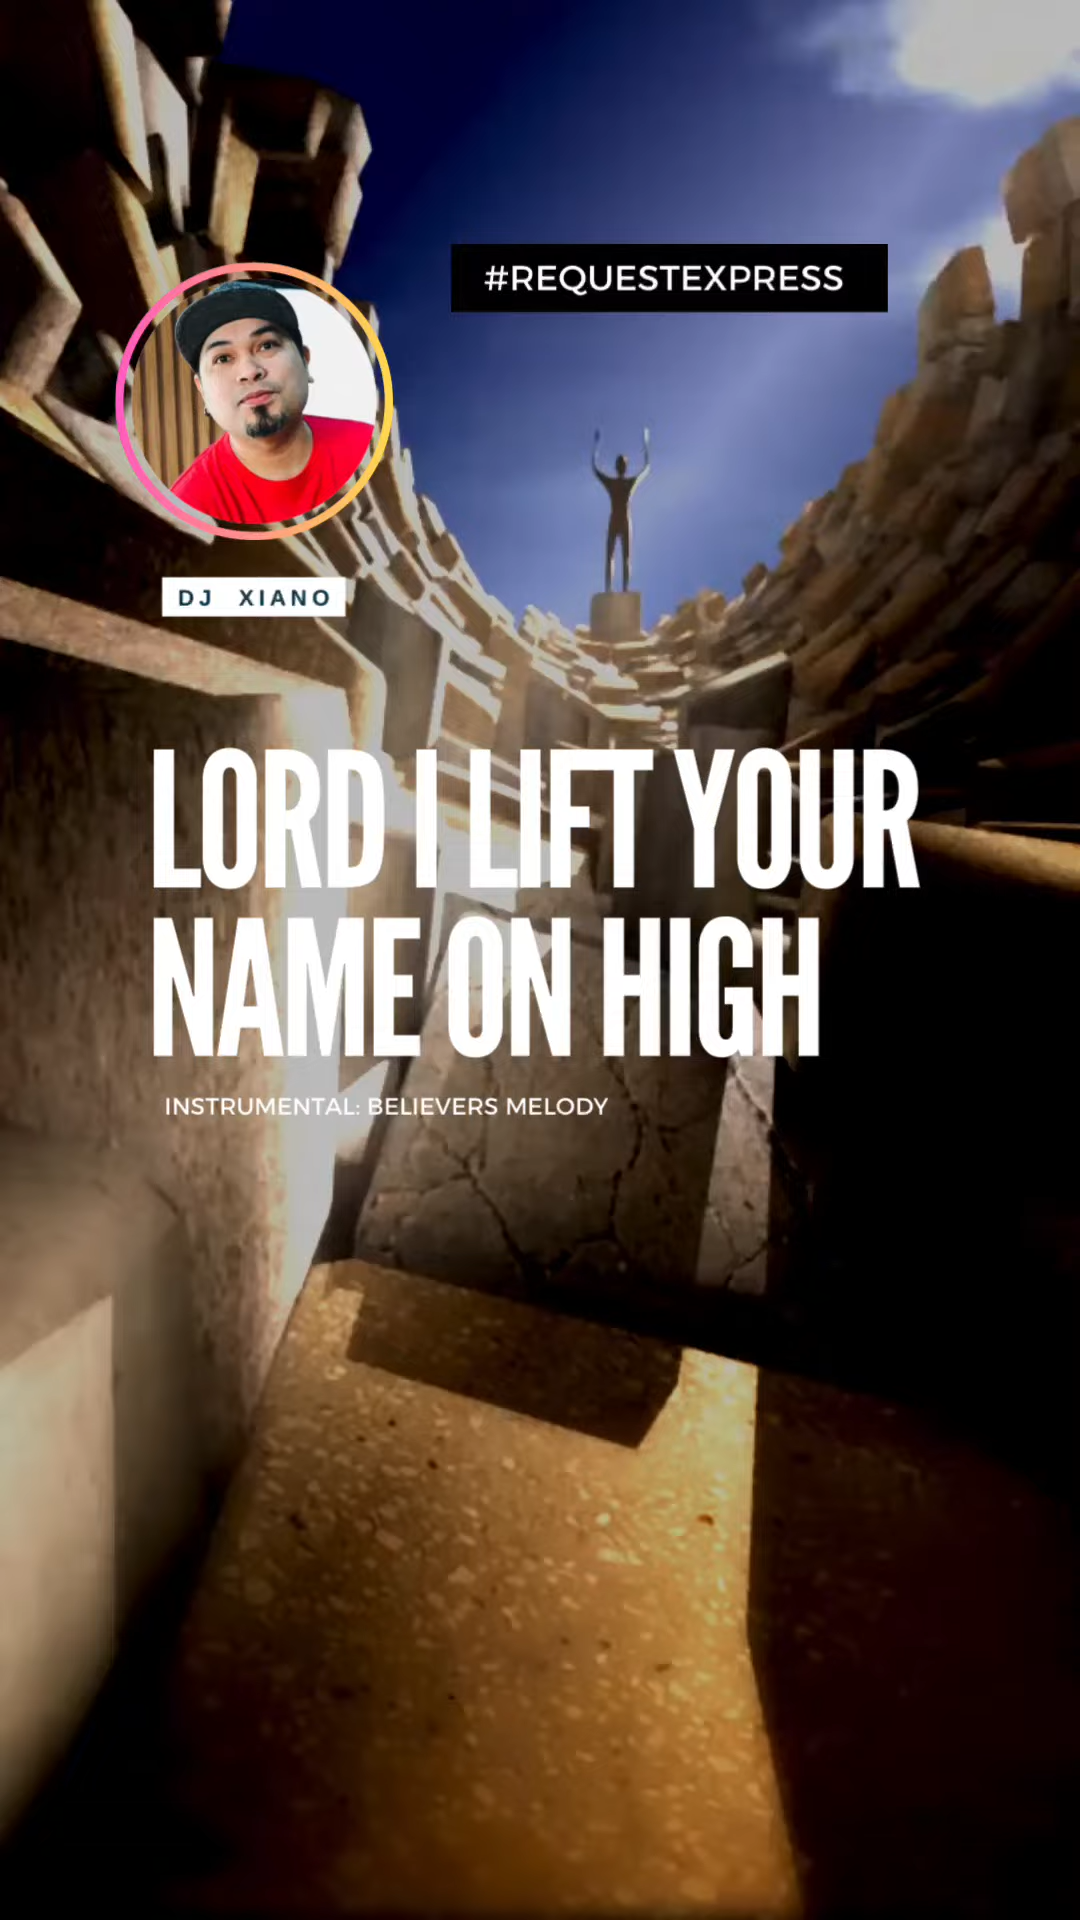 #REQUESTEXPRESS
DJ XIANO
LORD I LIFT YOUR
NAME ON HIGH
INSTRUMENTAL: BELIEVERS MELODY